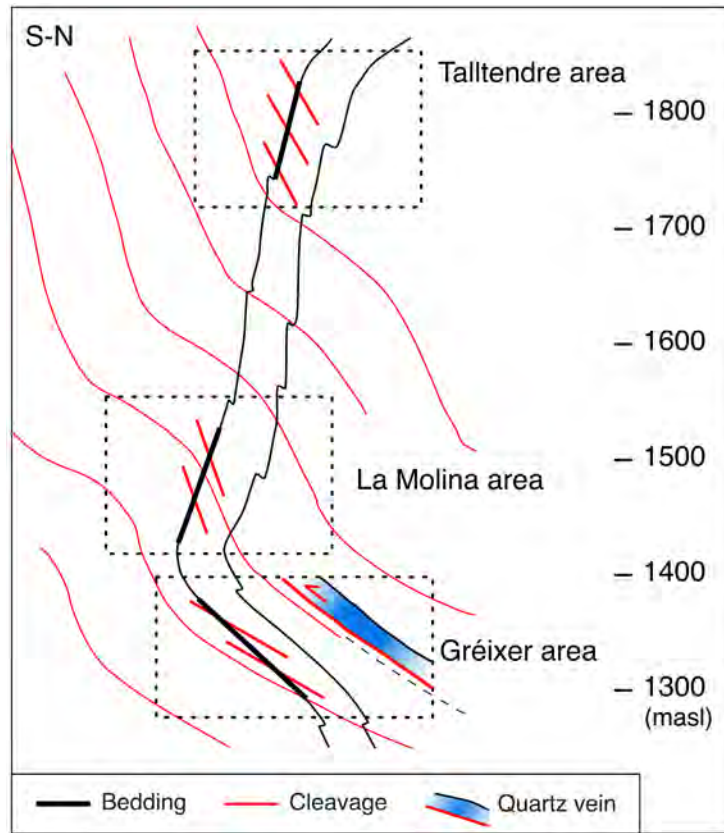 S-N
Talltendre area
– 1800
– 1700
– 1600
– 1500
La Molina area
– 1400
Gréixer area
– 1300
(masl)
Bedding
Cleavage
Quartz vein